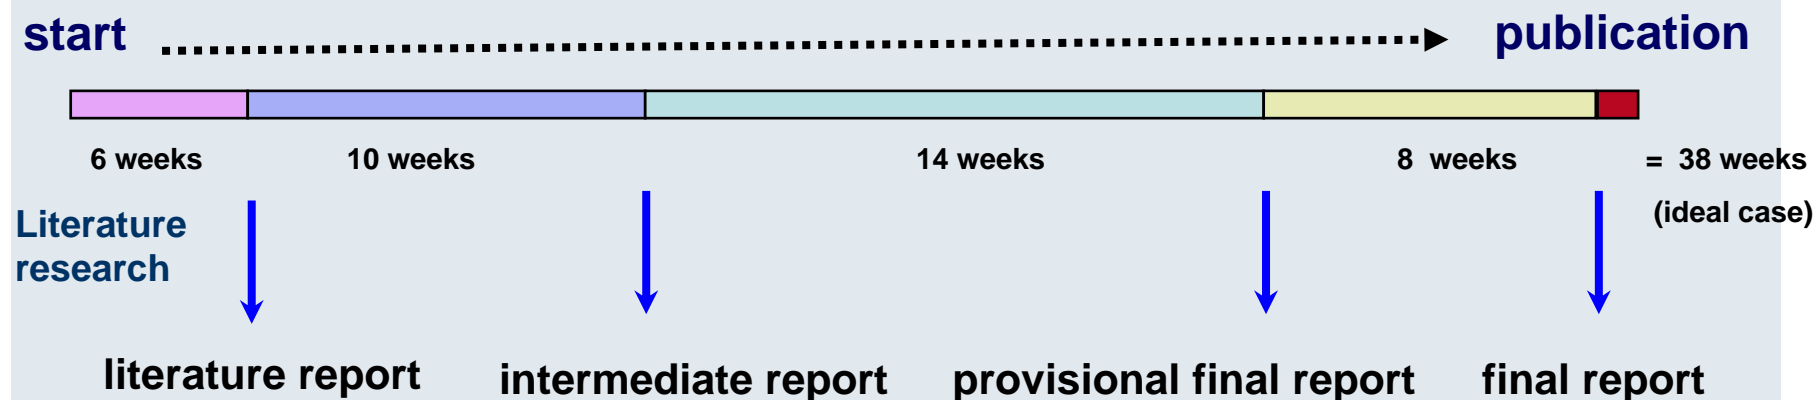 start
publication
6 weeks
10 weeks
14 weeks
8 weeks
= 38 weeks
(ideal case)
Literature
research
literature report
intermediate report
provisional final report
final report